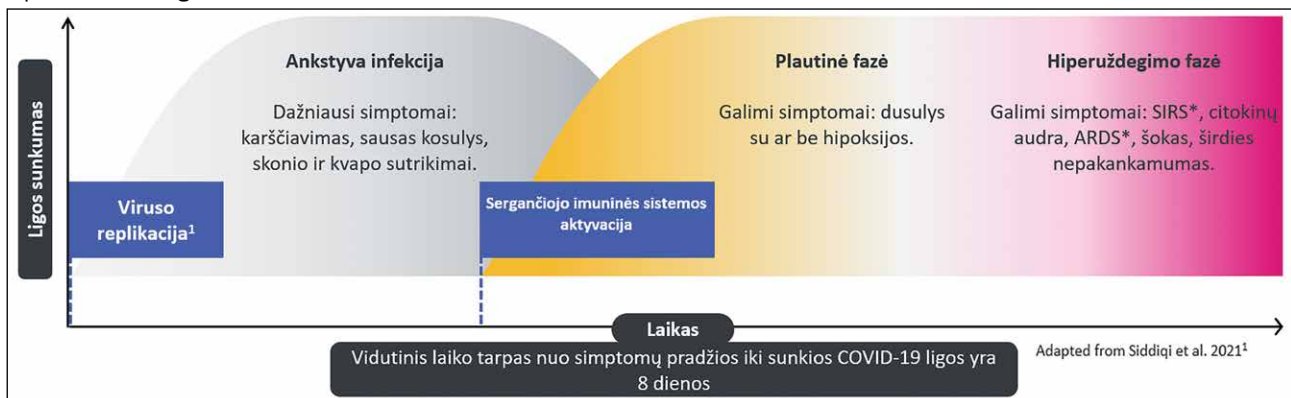 Ligos sunkumas
Ankstyva infekcija
Dažniausi simptomai:
karščiavimas, sausas kosulys,
skonio ir kvapo sutrikimai.
Plautinė fazė
Galimi simptomai: dusulys
su ar be hipoksijos.
Hiperuždegimo fazė
Galimi simptomai: SIRS*, citokinų
audra, ARDS*, šokas, širdies
nepakankamumas.
Viruso
replikacija¹
Sergančiojo imuninės sistemos
aktyvacija
Laikas
Vidutinis laiko tarpas nuo simptomų pradžios iki sunkios COVID-19 ligos yra
8 dienos
Adapted from Siddiqi et al. 2021¹